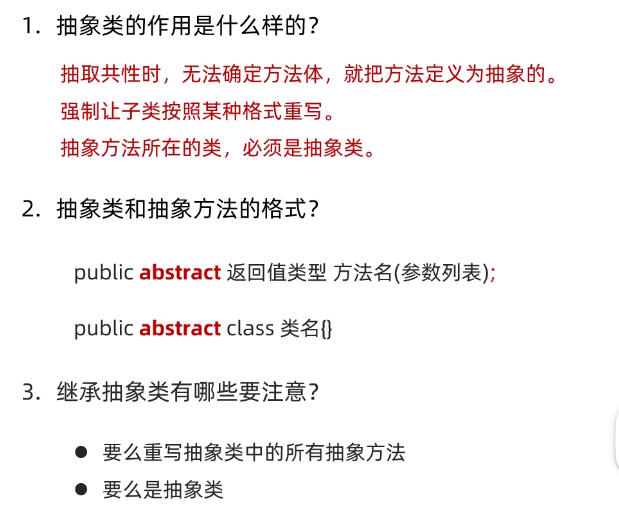 1. 抽象类的作用是什么样的？
抽取共性时，无法确定方法体，就把方法定义为抽象的。
强制让子类按照某种格式重写。
抽象方法所在的类，必须是抽象类。
2. 抽象类和抽象方法的格式？
public abstract 返回值类型 方法名(参数列表);
public abstract class 类名{}
3. 继承抽象类有哪些要注意？
● 要么重写抽象类中的所有抽象方法
● 要么是抽象类